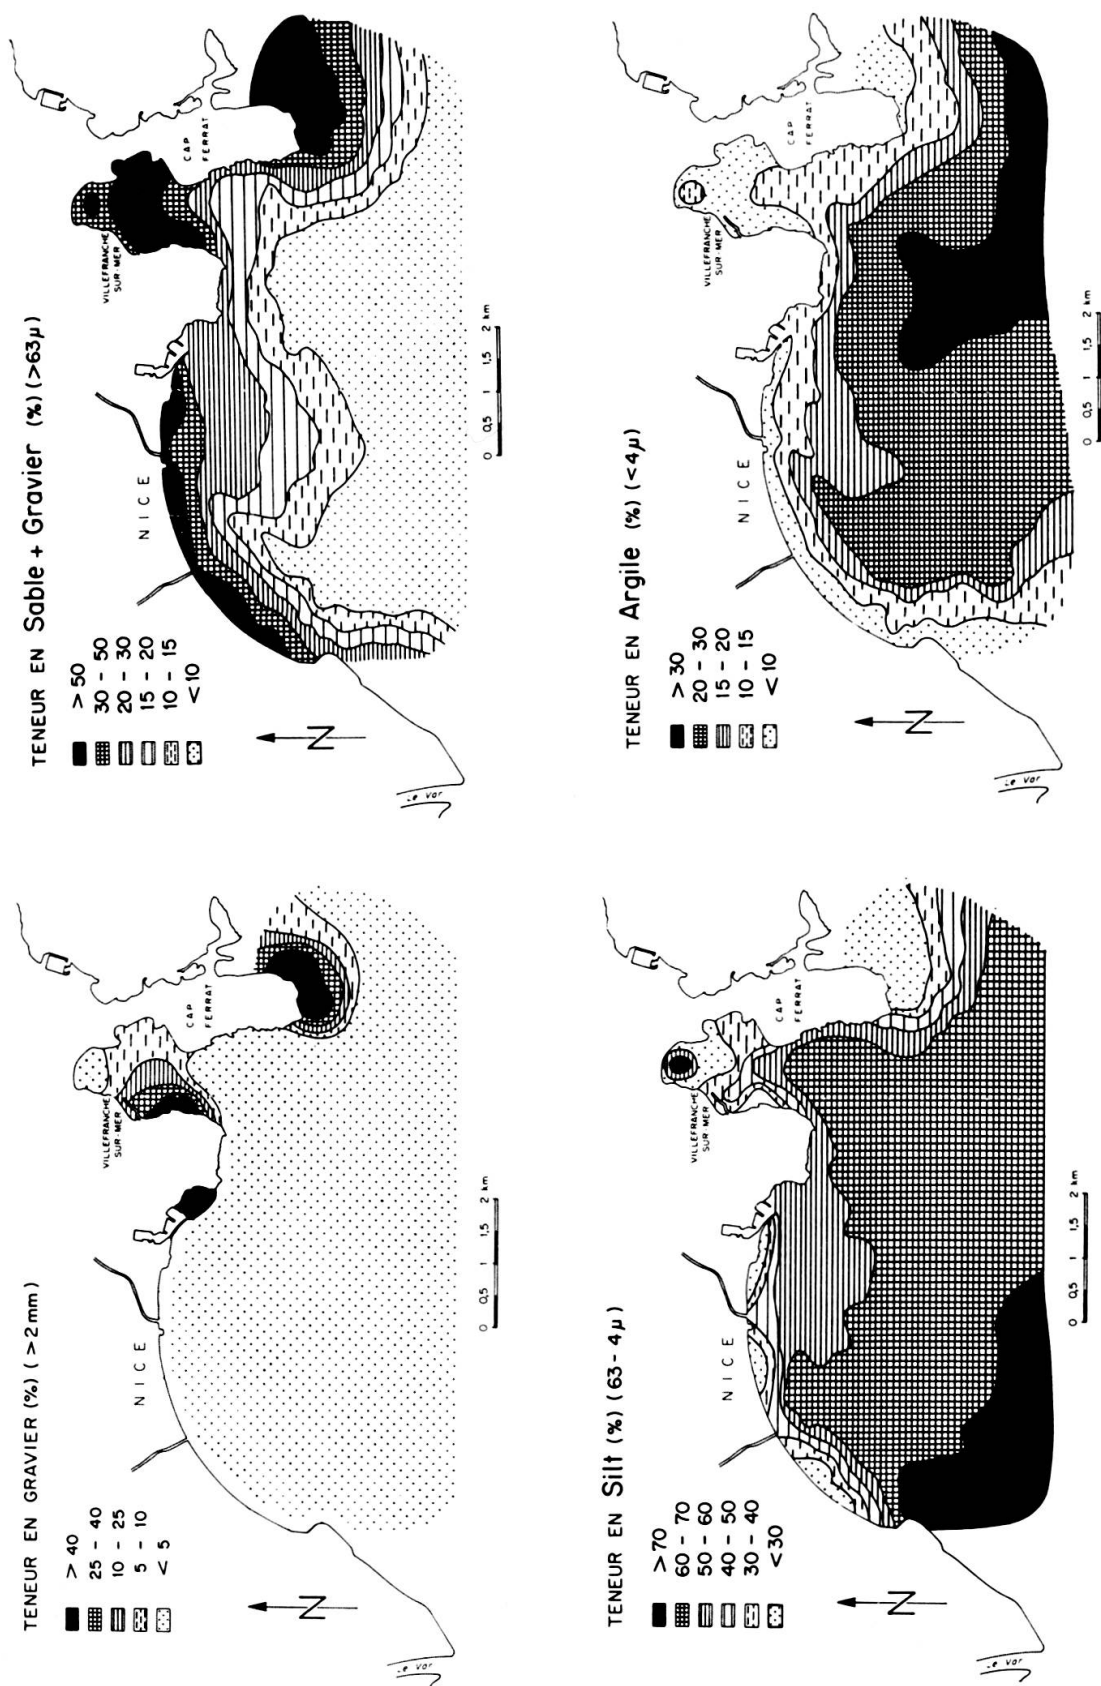 TENEUR EN GRAVIER (%) (>2mm)
>40
25 - 40
10 - 25
5 - 10
<5
N
Le Var
NICE
VILLEFRANCHE
SUR-MER
CAP
FERRAT
0 0,5 1 1,5 2 km
TENEUR EN Sable + Gravier (%) (>63µ)
>50
30 - 50
20 - 30
15 - 20
10 - 15
<10
N
Le Var
NICE
VILLEFRANCHE
SUR-MER
CAP
FERRAT
0 0,5 1 1,5 2 km
TENEUR EN Silt (%) (63-4µ)
>70
60 - 70
50 - 60
40 - 50
30 - 40
<30
N
Le Var
NICE
VILLEFRANCHE
SUR-MER
CAP
FERRAT
0 0,5 1 1,5 2 km
TENEUR EN Argile (%) (<4µ)
>30
20 - 30
15 - 20
10 - 15
<10
N
Le Var
NICE
VILLEFRANCHE
SUR-MER
CAP
FERRAT
0 0,5 1 1,5 2 km